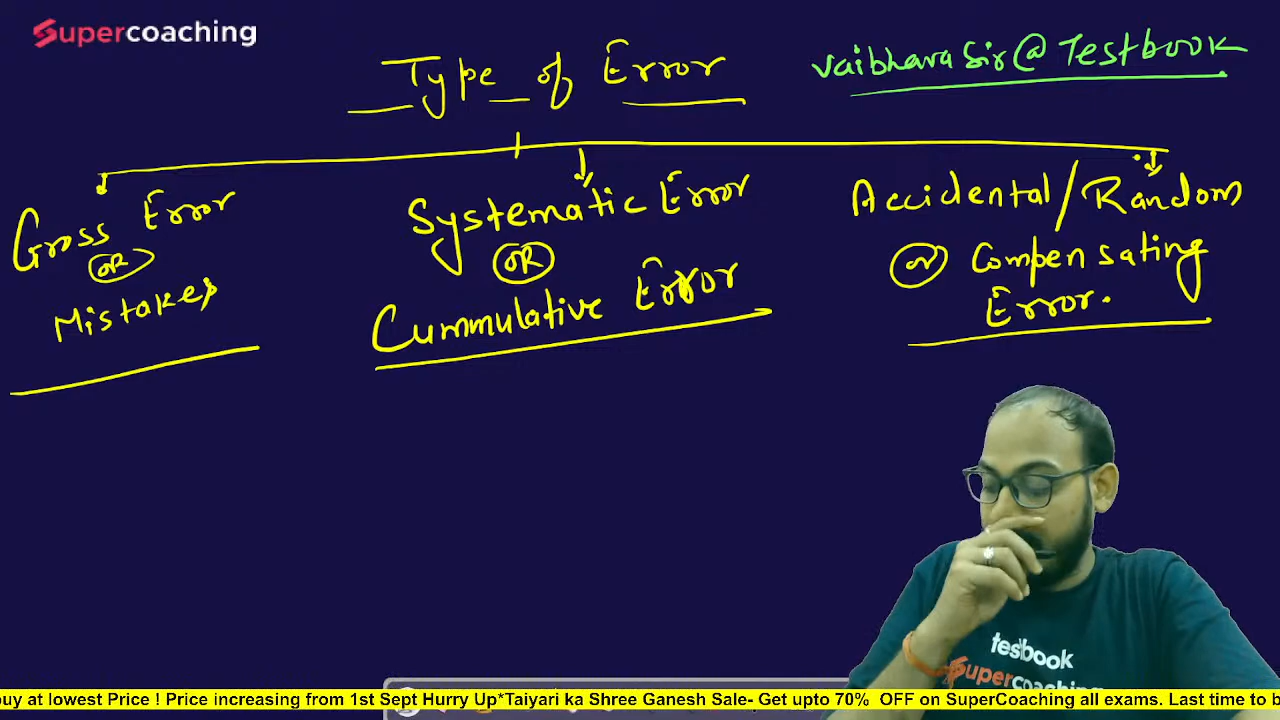 Supercoaching
Type of Error
Vaibhava Sir@Testbook
Gross Error
OR
Mistakes
Systematic Error
OR
Cummulative Error
Accidental/Random
or Compensating
Error.
testbook
Supercoaching
buy at lowest Price ! Price increasing from 1st Sept Hurry Up*Taiyari ka Shree Ganesh Sale- Get upto 70% OFF on SuperCoaching all exams. Last time to b